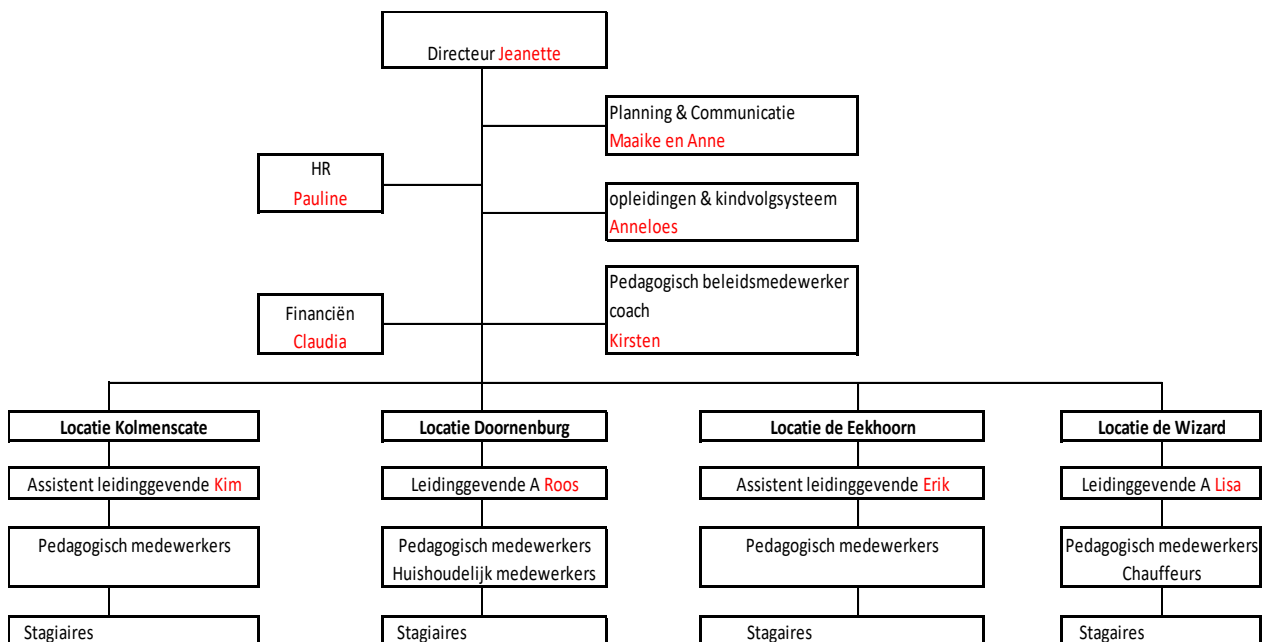 Directeur Jeanette
Planning & Communicatie
Maaike en Anne
HR
Pauline
opleidingen & kindvolgsysteem
Anneloes
Pedagogisch beleidsmedewerker
coach
Kirsten
Financiën
Claudia
Locatie Kolmenscate
Locatie Doornenburg
Locatie de Eekhoorn
Locatie de Wizard
Assistent leidinggevende Kim
Leidinggevende A Roos
Assistent leidinggevende Erik
Leidinggevende A Lisa
Pedagogisch medewerkers
Pedagogisch medewerkers
Huishoudelijk medewerkers
Pedagogisch medewerkers
Pedagogisch medewerkers
Chauffeurs
Stagiaires
Stagiaires
Stagaires
Stagaires